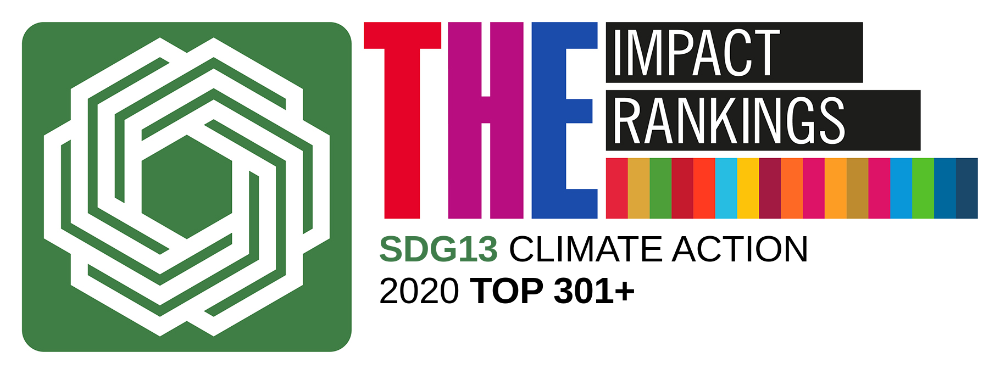 THE
IMPACT
RANKINGS
SDG13 CLIMATE ACTION
2020 TOP 301+